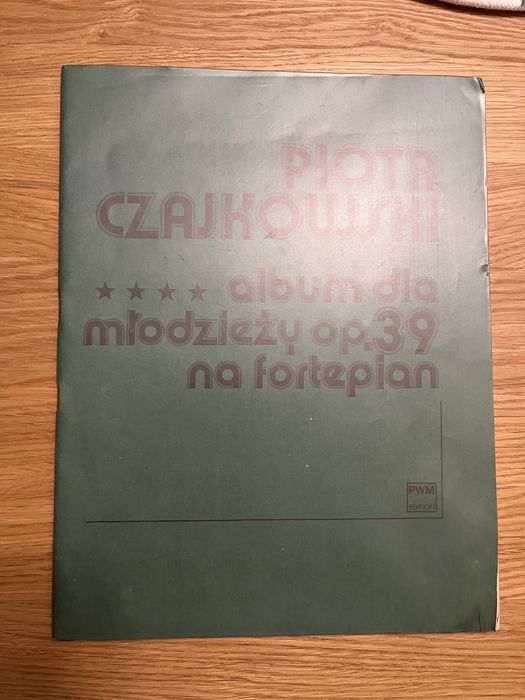 PIOTR
CZAJKOWSKI
★★★★ album dla
młodzieży op.39
na fortepian
PWM
EDITION